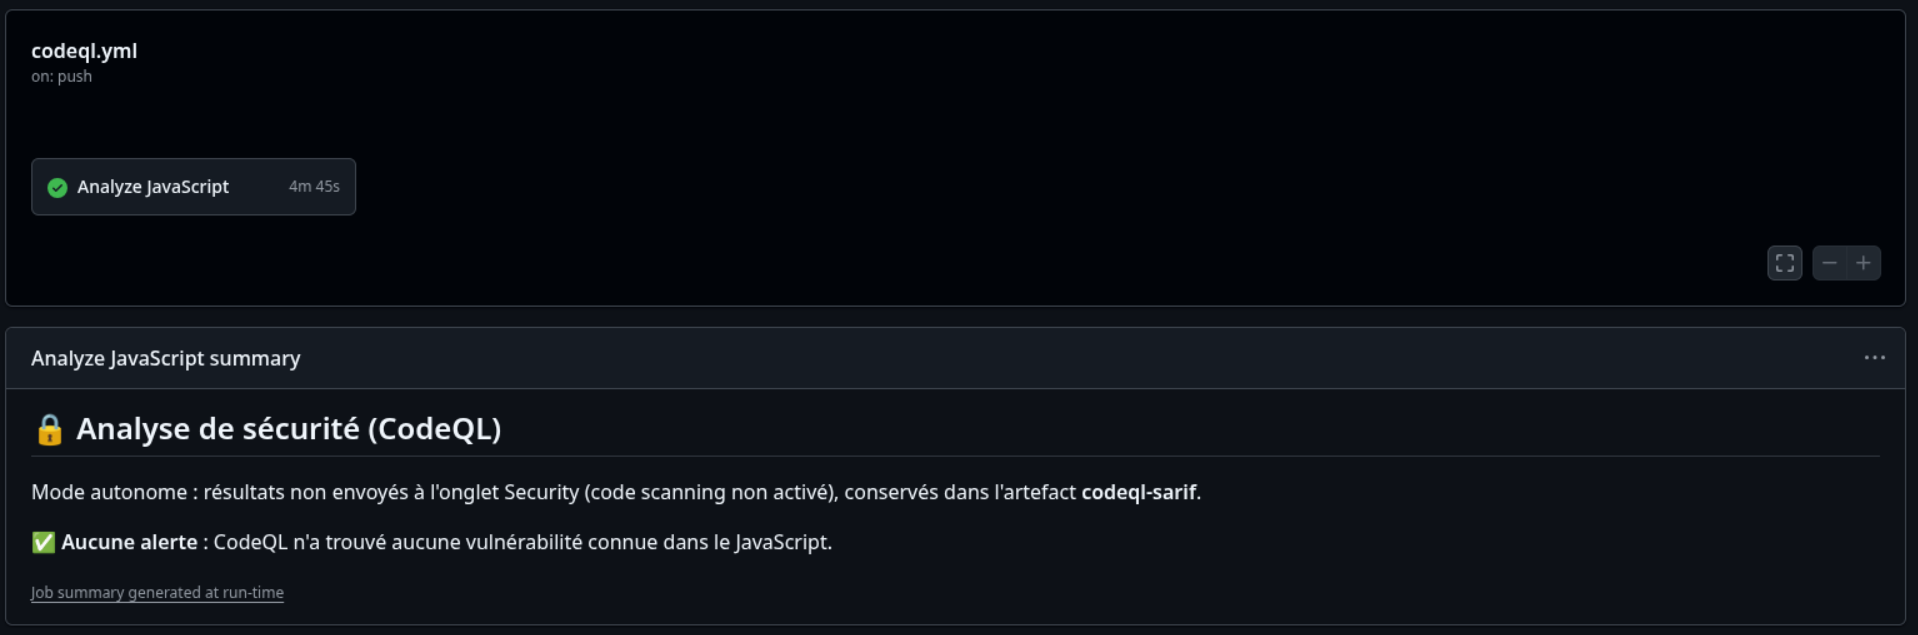 codeql.yml
on: push
Analyze JavaScript 4m 45s
Analyze JavaScript summary
🔒 Analyse de sécurité (CodeQL)
Mode autonome : résultats non envoyés à l'onglet Security (code scanning non activé), conservés dans l'artefact codeql-sarif.
✅ Aucune alerte : CodeQL n'a trouvé aucune vulnérabilité connue dans le JavaScript.
Job summary generated at run-time